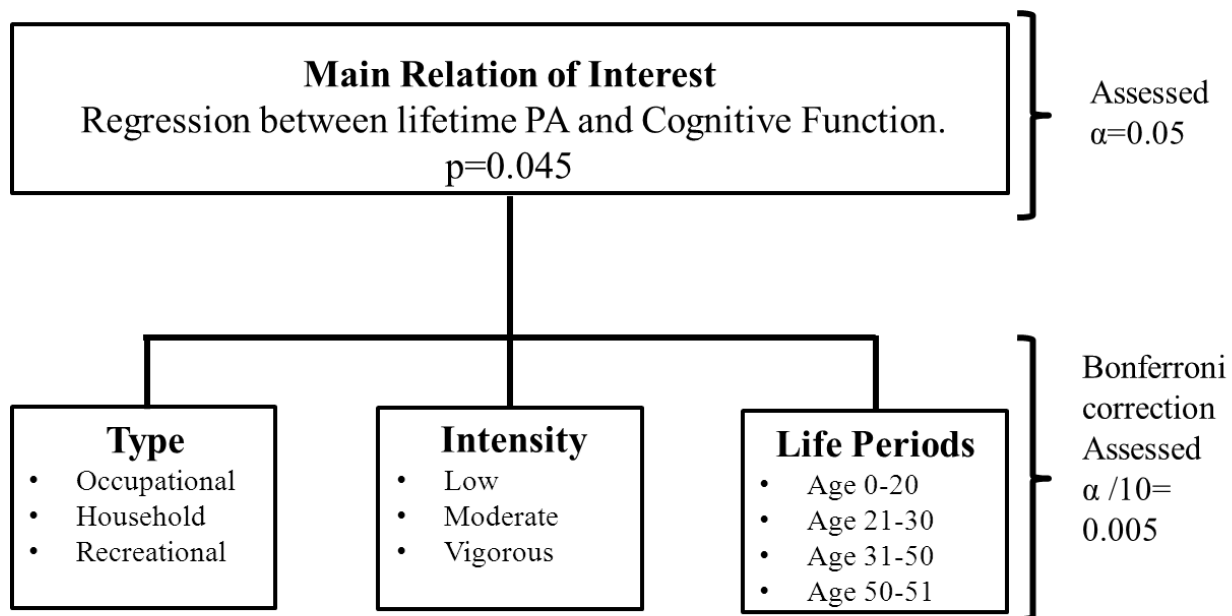 Main Relation of Interest
Regression between lifetime PA and Cognitive Function.
p=0.045
Assessed
α=0.05
Type
• Occupational
• Household
• Recreational
Intensity
• Low
• Moderate
• Vigorous
Life Periods
• Age 0-20
• Age 21-30
• Age 31-50
• Age 50-51
Bonferroni
correction
Assessed
α /10=
0.005